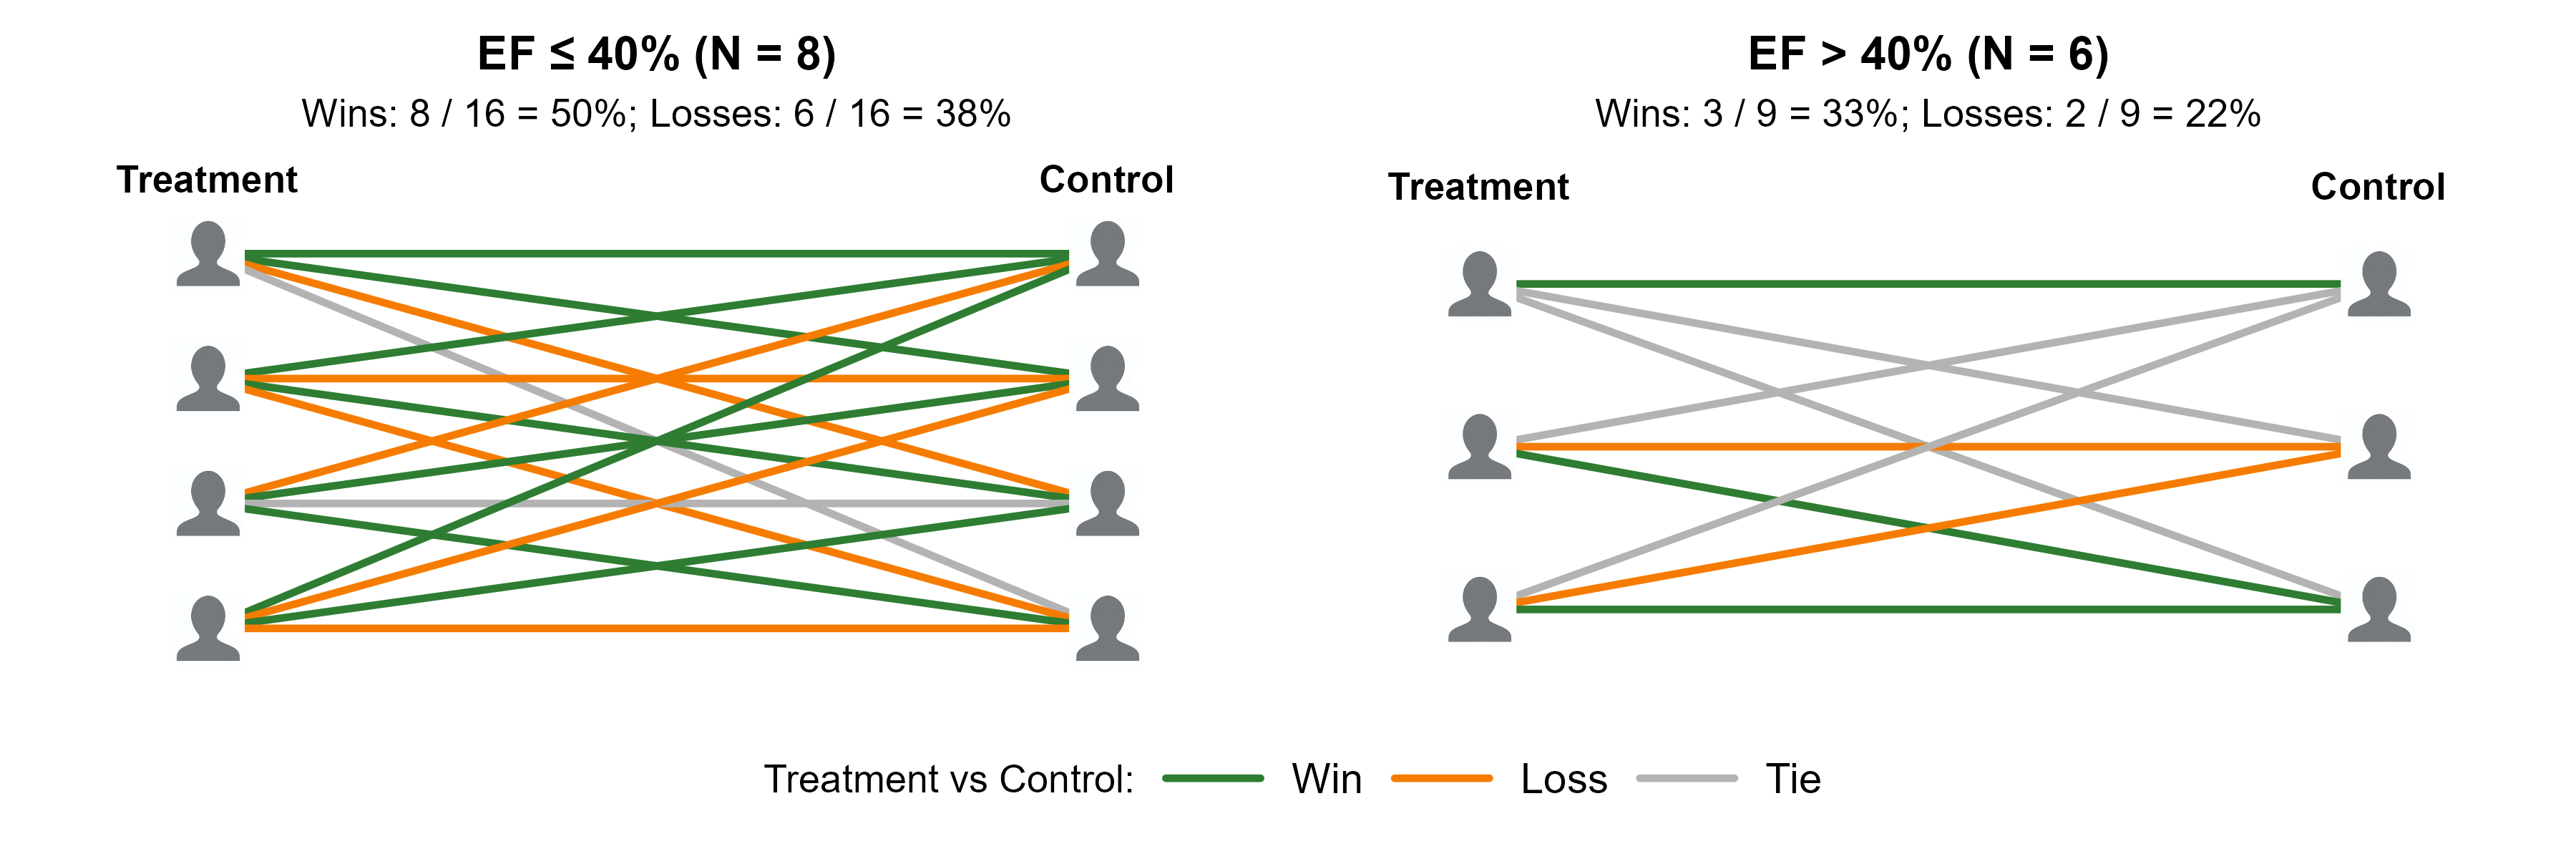 EF ≤ 40% (N = 8)
Wins: 8 / 16 = 50%; Losses: 6 / 16 = 38%
Treatment
Control
EF > 40% (N = 6)
Wins: 3 / 9 = 33%; Losses: 2 / 9 = 22%
Treatment
Control
Treatment vs Control: Win Loss Tie